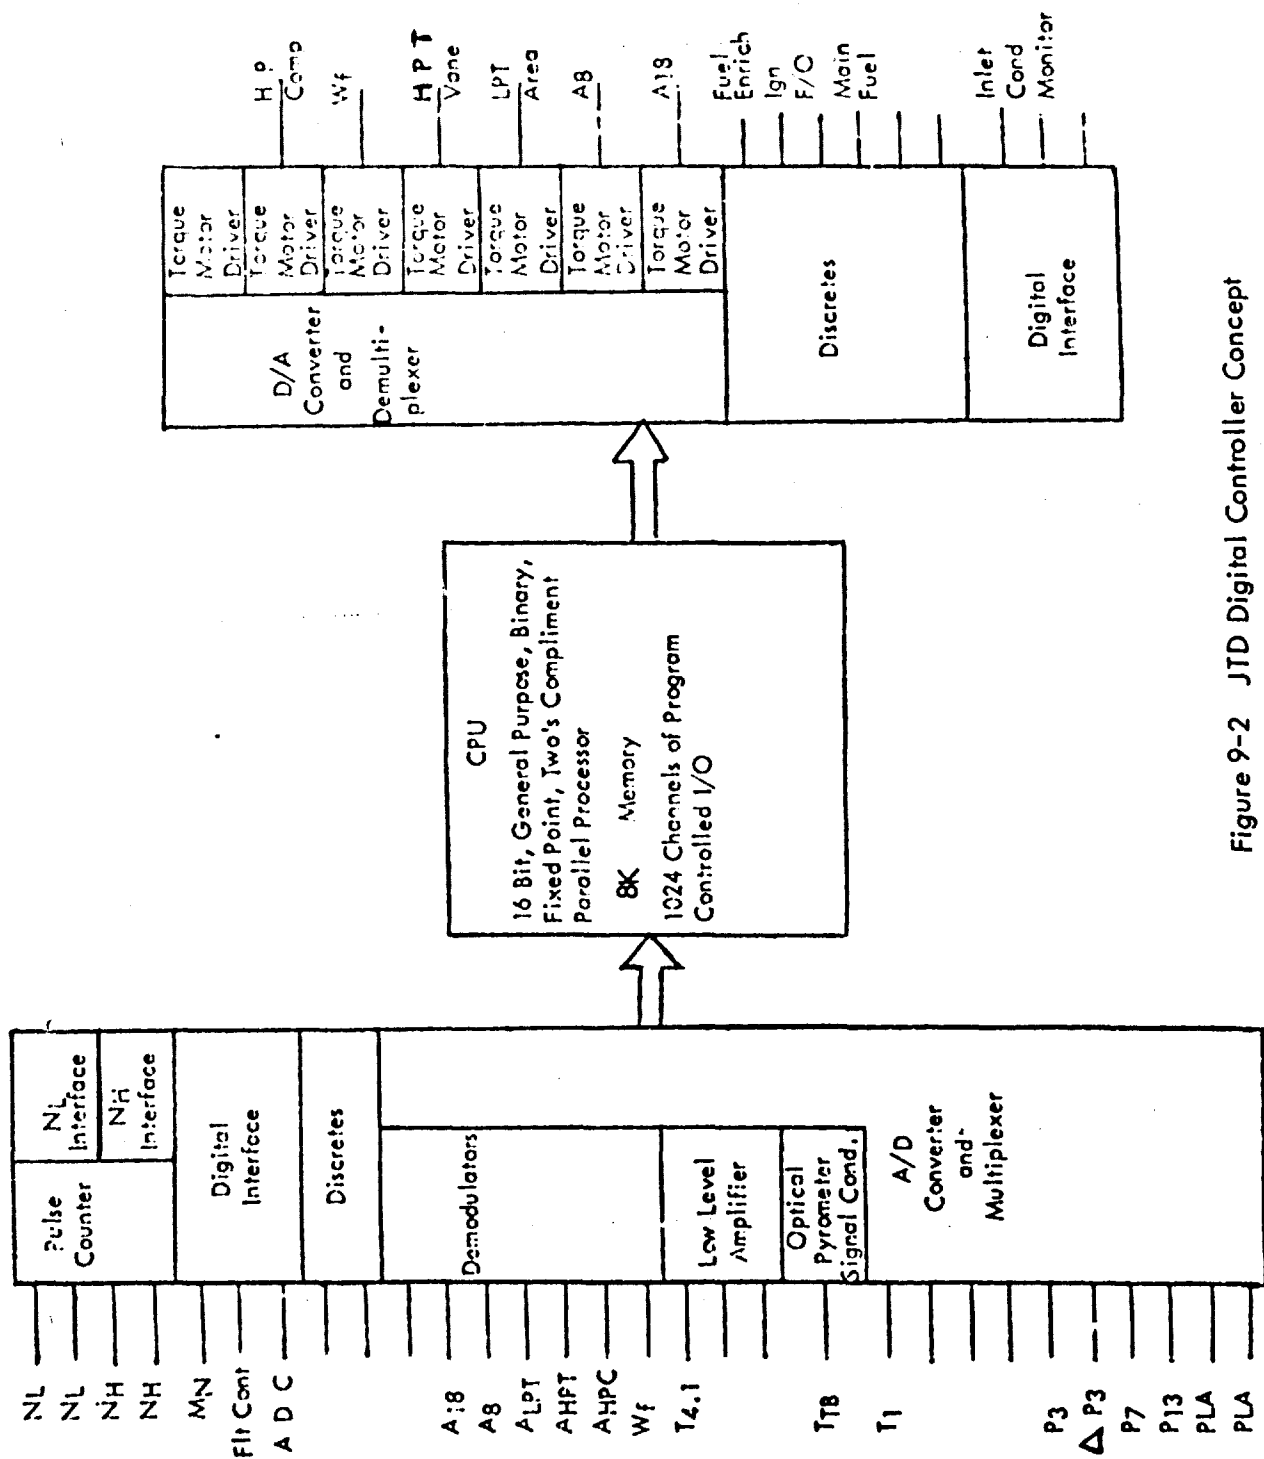 NL
NL
NH
NH
MN
Flt Cont
A D C
A18
A8
ALPT
AHPT
AHPC
Wf
T4.1
TTB
T1
P3
Δ P3
P7
P13
PLA
PLA
Pulse
Counter
NL
Interface
NH
Interface
Digital
Interface
Discretes
Demodulators
Low Level
Amplifier
Optical
Pyrometer
Signal Cond.
A/D
Converter
and
Multiplexer
CPU
16 Bit, General Purpose, Binary,
Fixed Point, Two's Compliment
Parallel Processor
8K Memory
1024 Channels of Program
Controlled I/O
D/A
Converter
and
Demulti-
plexer
Torque
Motor
Driver
Torque
Motor
Driver
Torque
Motor
Driver
Torque
Motor
Driver
Torque
Motor
Driver
Torque
Motor
Driver
Torque
Motor
Driver
Discretes
Digital
Interface
H P
Comp
Wf
H P T
Vane
LPT
Area
A8
A18
Fuel
Enrich
Ign
F/O
Main
Fuel
Inlet
Cond
Monitor
Figure 9-2 JTD Digital Controller Concept